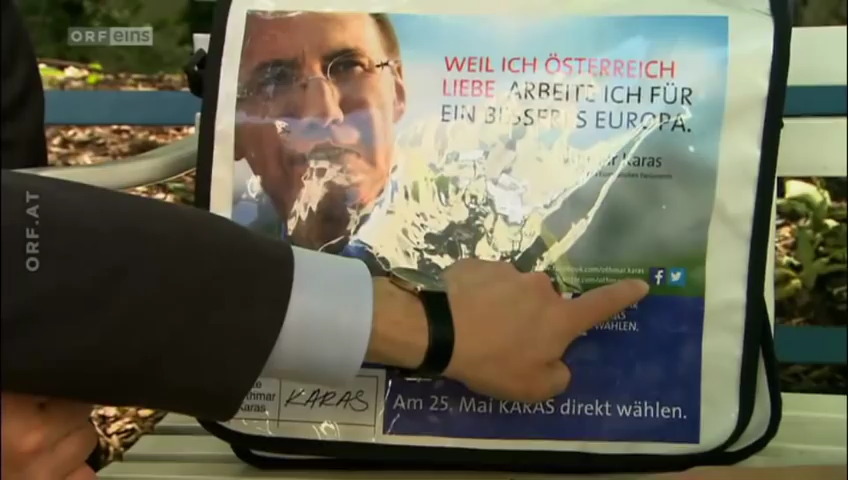 ORF eins
WEIL ICH ÖSTERREICH
LIEBE, ARBEITE ICH FÜR
EIN BESSERES EUROPA.
Karas
facebook.com/othmar.karas
WÄHLEN.
Karas
KARAS
Am 25. Mai KARAS direkt wählen.
ORF.AT